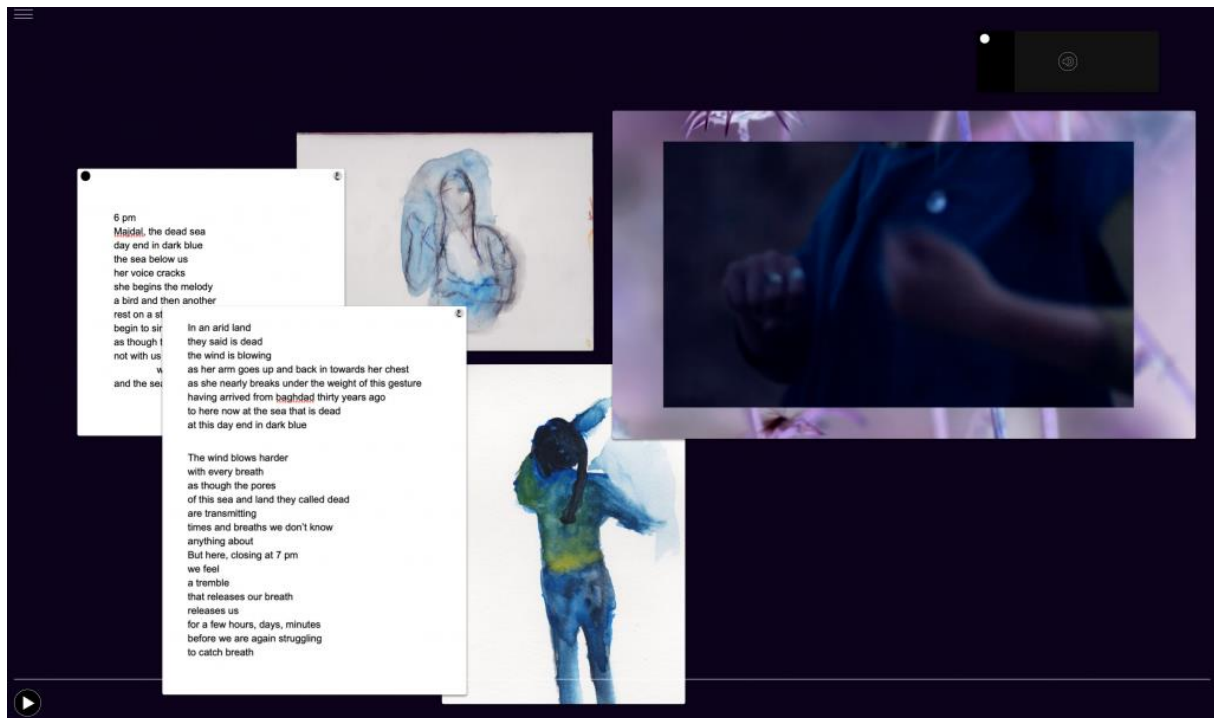 6 pm
Majdal, the dead sea
day end in dark blue
the sea below us
her voice cracks
she begins the melody
a bird and then another
rest on a
begin to
as though
not with us
and the
In an arid land
they said is dead
the wind is blowing
as her arm goes up and back in towards her chest
as she nearly breaks under the weight of this gesture
having arrived from baghdad thirty years ago
to here now at the sea that is dead
at this day end in dark blue
The wind blows harder
with every breath
as though the pores
of this sea and land they called dead
are transmitting
times and breaths we don't know
anything about
But here, closing at 7 pm
we feel
a tremble
that releases our breath
releases us
for a few hours, days, minutes
before we are again struggling
to catch breath